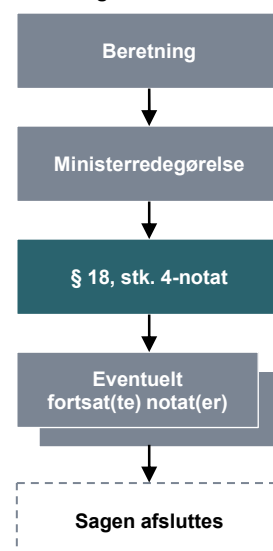 Beretning
Ministerredegørelse
§ 18, stk. 4-notat
Eventuelt
fortsat(te) notat(er)
Sagen afsluttes